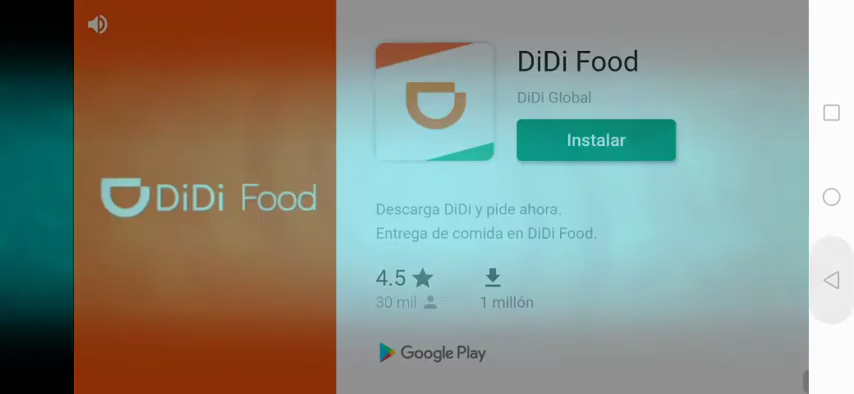 DiDi Food
DiDi Food
DiDi Global
Instalar
Descarga DiDi y pide ahora.
Entrega de comida en DiDi Food.
4.5
30 mil
1 millón
Google Play